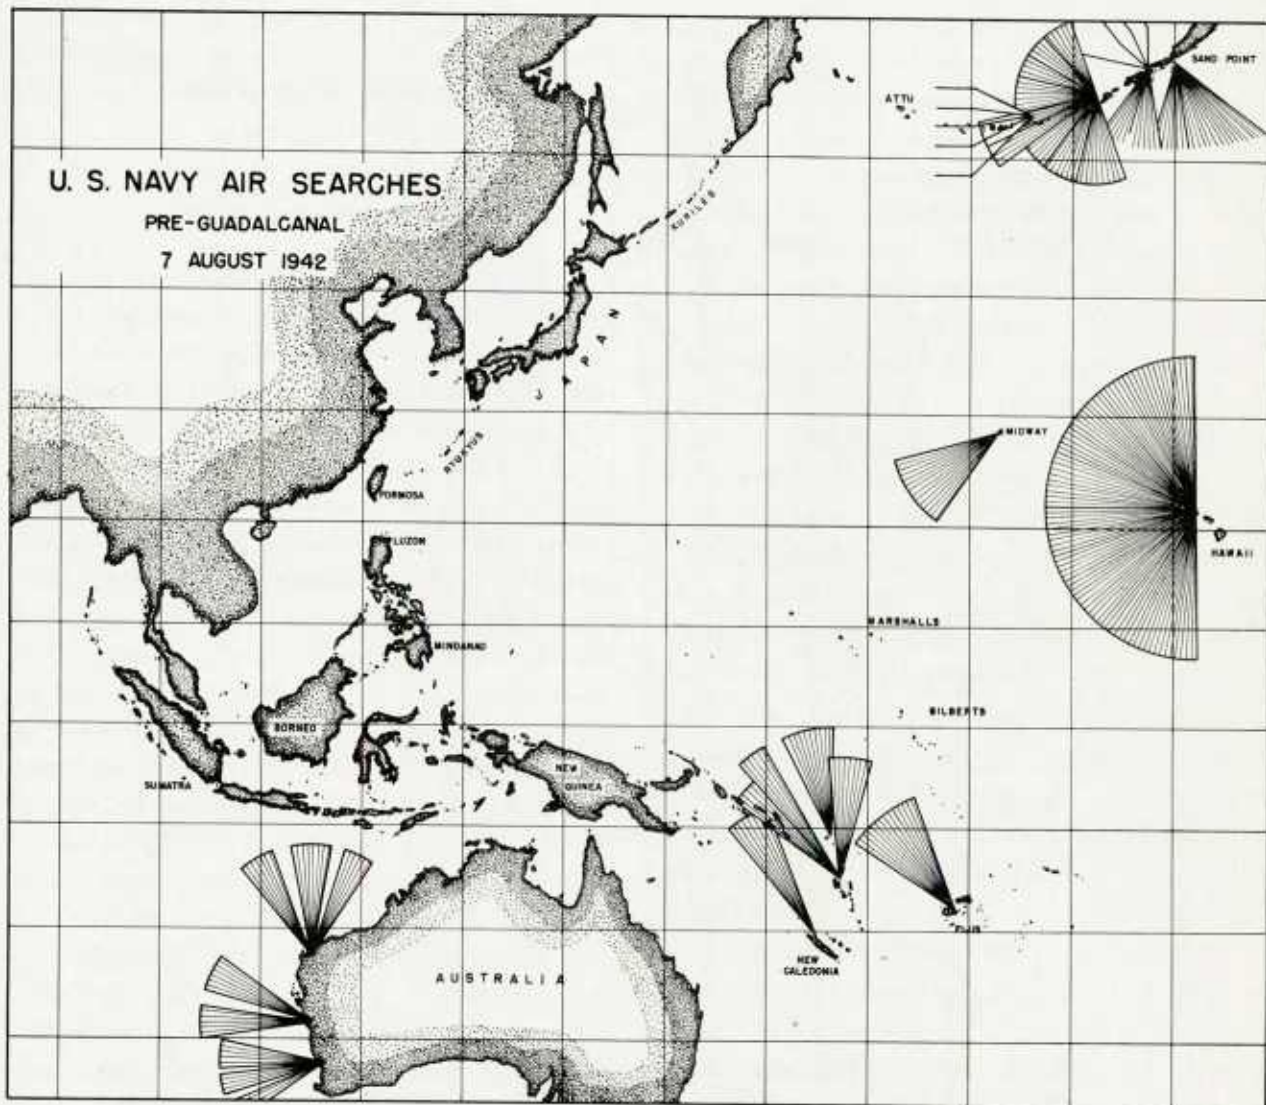 U. S. NAVY AIR SEARCHES
PRE-GUADALCANAL
7 AUGUST 1942
SAND POINT
ATTU
KURILES
JAPAN
MIDWAY
RYUKYUS
FORMOSA
HAWAII
LUZON
MARSHALLS
MINDANAO
GILBERTS
BORNEO
NEW
GUINEA
SUMATRA
FIJIS
NEW
CALEDONIA
AUSTRALIA